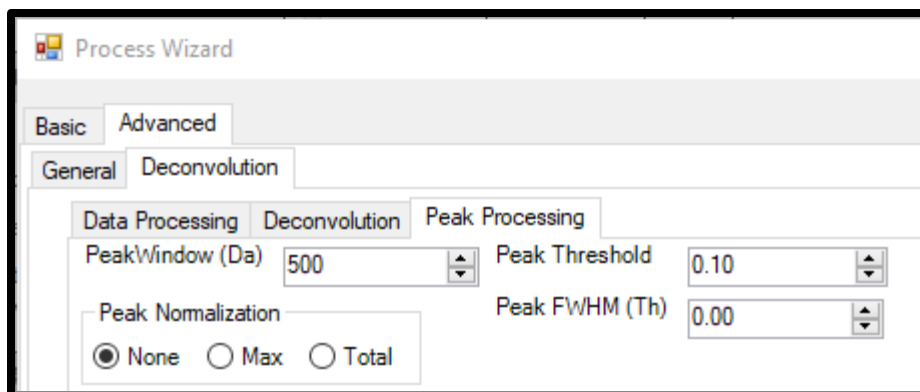 Process Wizard
Basic Advanced
General Deconvolution
Data Processing Deconvolution Peak Processing
PeakWindow (Da) 500 Peak Threshold 0.10
Peak FWHM (Th) 0.00
Peak Normalization
None Max Total